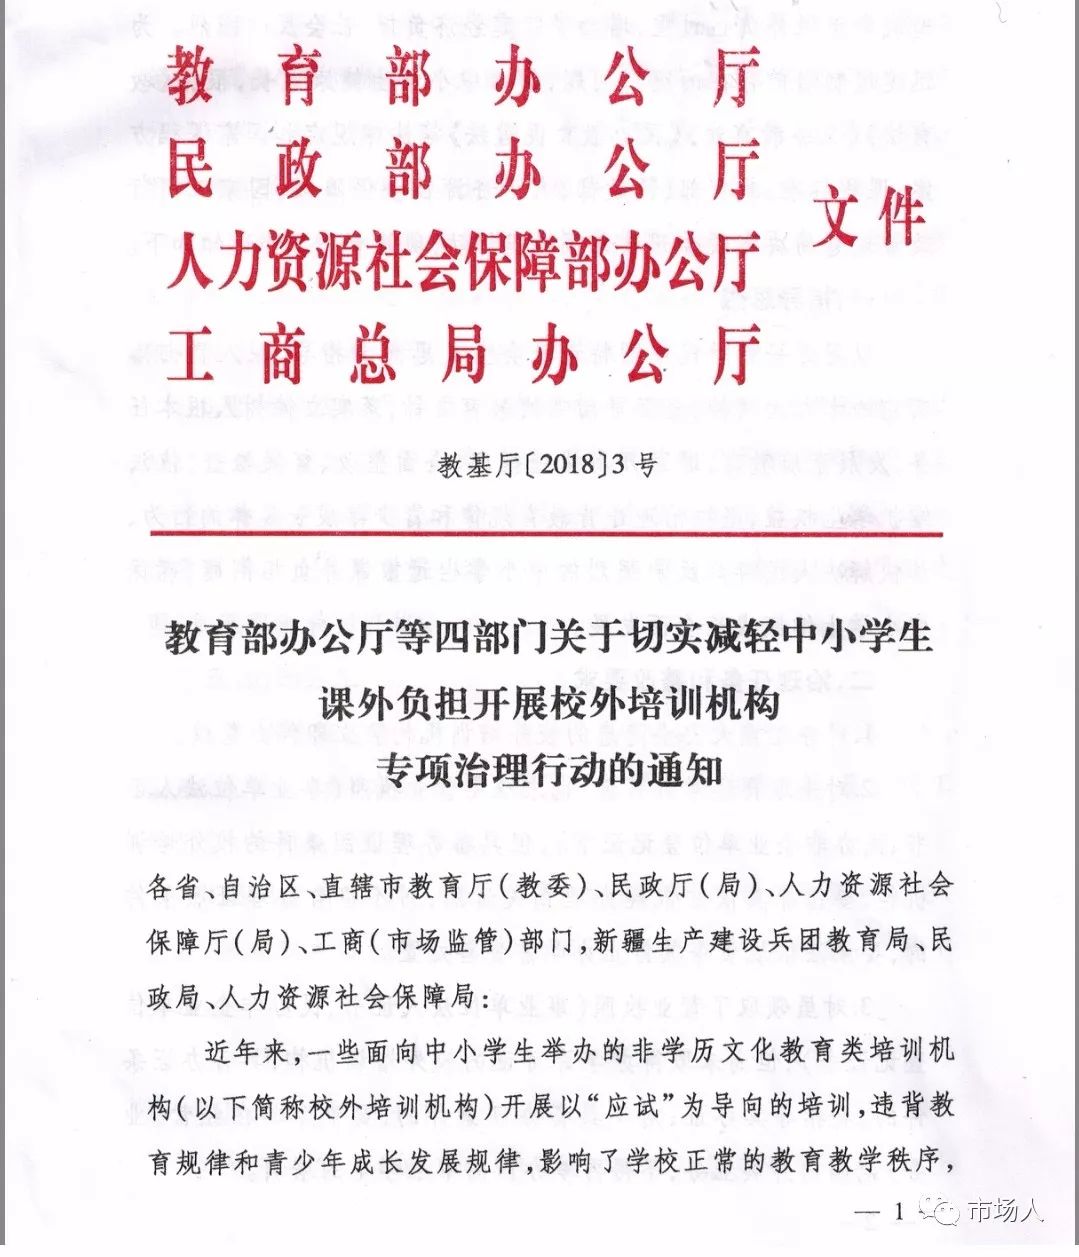 教育部办公厅
民政部办公厅
人力资源社会保障部办公厅
工商总局办公厅
文件
教基厅〔2018〕3号
教育部办公厅等四部门关于切实减轻中小学生
课外负担开展校外培训机构
专项治理行动的通知
各省、自治区、直辖市教育厅(教委)、民政厅(局)、人力资源社会
保障厅(局)、工商(市场监管)部门,新疆生产建设兵团教育局、民
政局、人力资源社会保障局:
近年来,一些面向中小学生举办的非学历文化教育类培训机
构(以下简称校外培训机构)开展以“应试”为导向的培训,违背教
育规律和青少年成长发展规律,影响了学校正常的教育教学秩序,
— 1
市场人